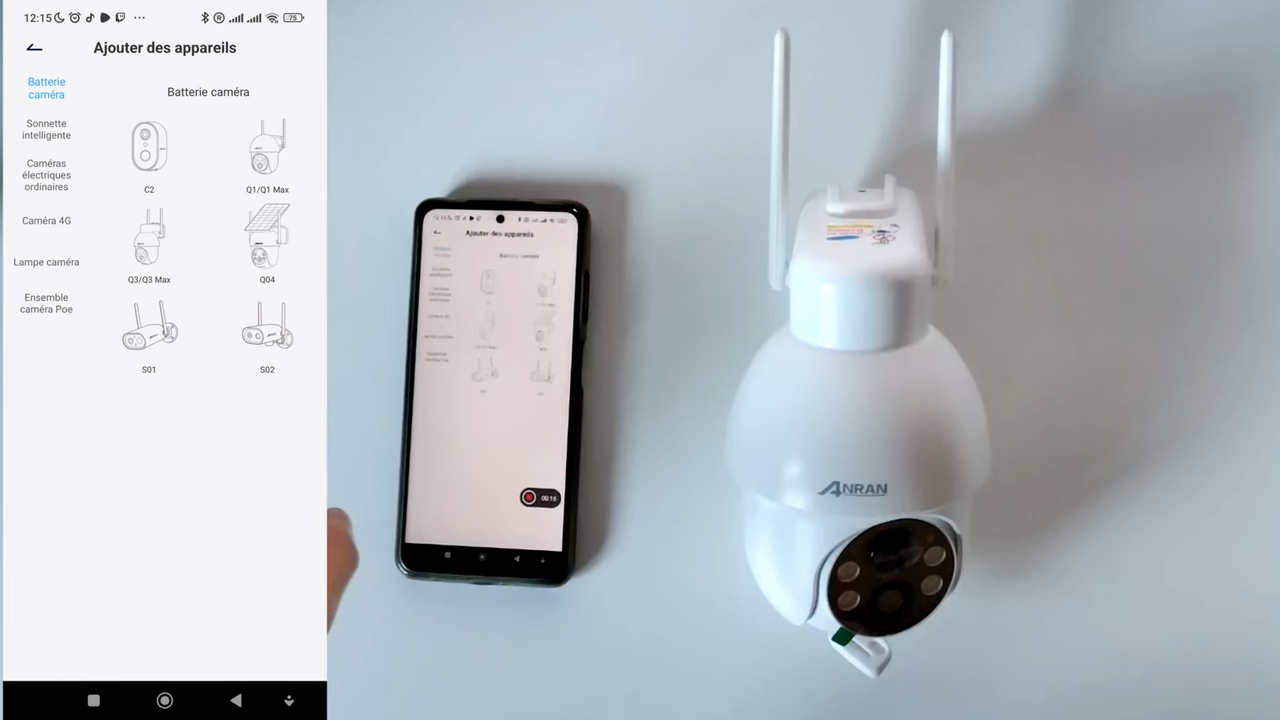 12:15
75
Ajouter des appareils
Batterie
caméra
Batterie caméra
Sonnette
intelligente
Caméras
électriques
ordinaires
C2
Q1/Q1 Max
Caméra 4G
Lampe caméra
Q3/Q3 Max
Q04
Ensemble
caméra Poe
S01
S02
Ajouter des appareils
Batterie caméra
00:16
ANRAN